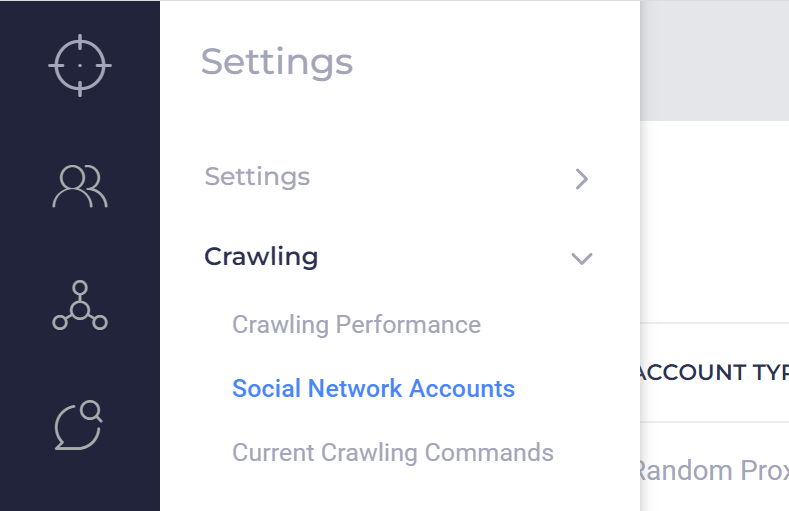 Settings
Settings
Crawling
Crawling Performance
Social Network Accounts
ACCOUNT TYP
Current Crawling Commands
Random Prox